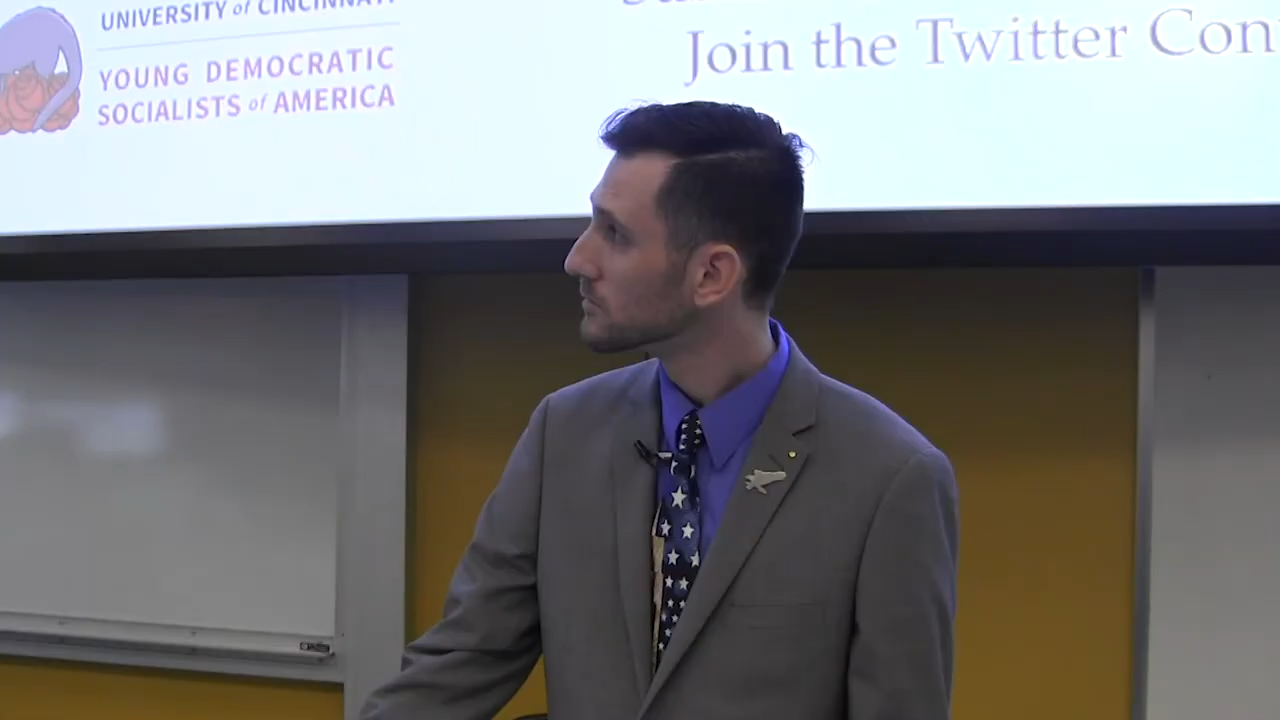 UNIVERSITY of CINCINNATI
YOUNG DEMOCRATIC
SOCIALISTS of AMERICA
Join the Twitter Con